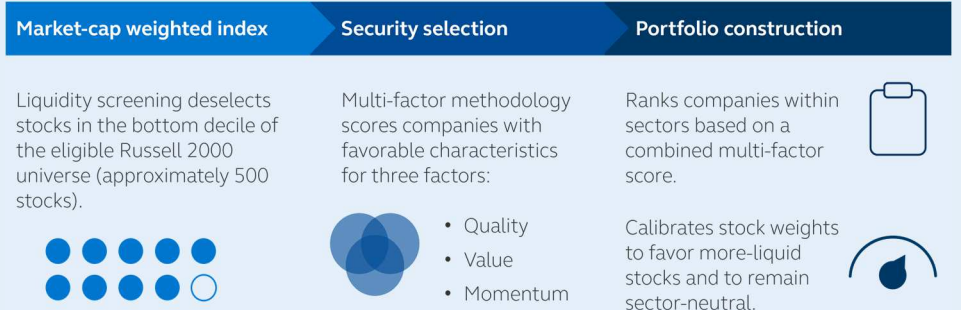 Market-cap weighted index
Security selection
Portfolio construction
Liquidity screening deselects
stocks in the bottom decile of
the eligible Russell 2000
universe (approximately 500
stocks).
Multi-factor methodology
scores companies with
favorable characteristics
for three factors:
• Quality
• Value
• Momentum
Ranks companies within
sectors based on a
combined multi-factor
score.
Calibrates stock weights
to favor more-liquid
stocks and to remain
sector-neutral.